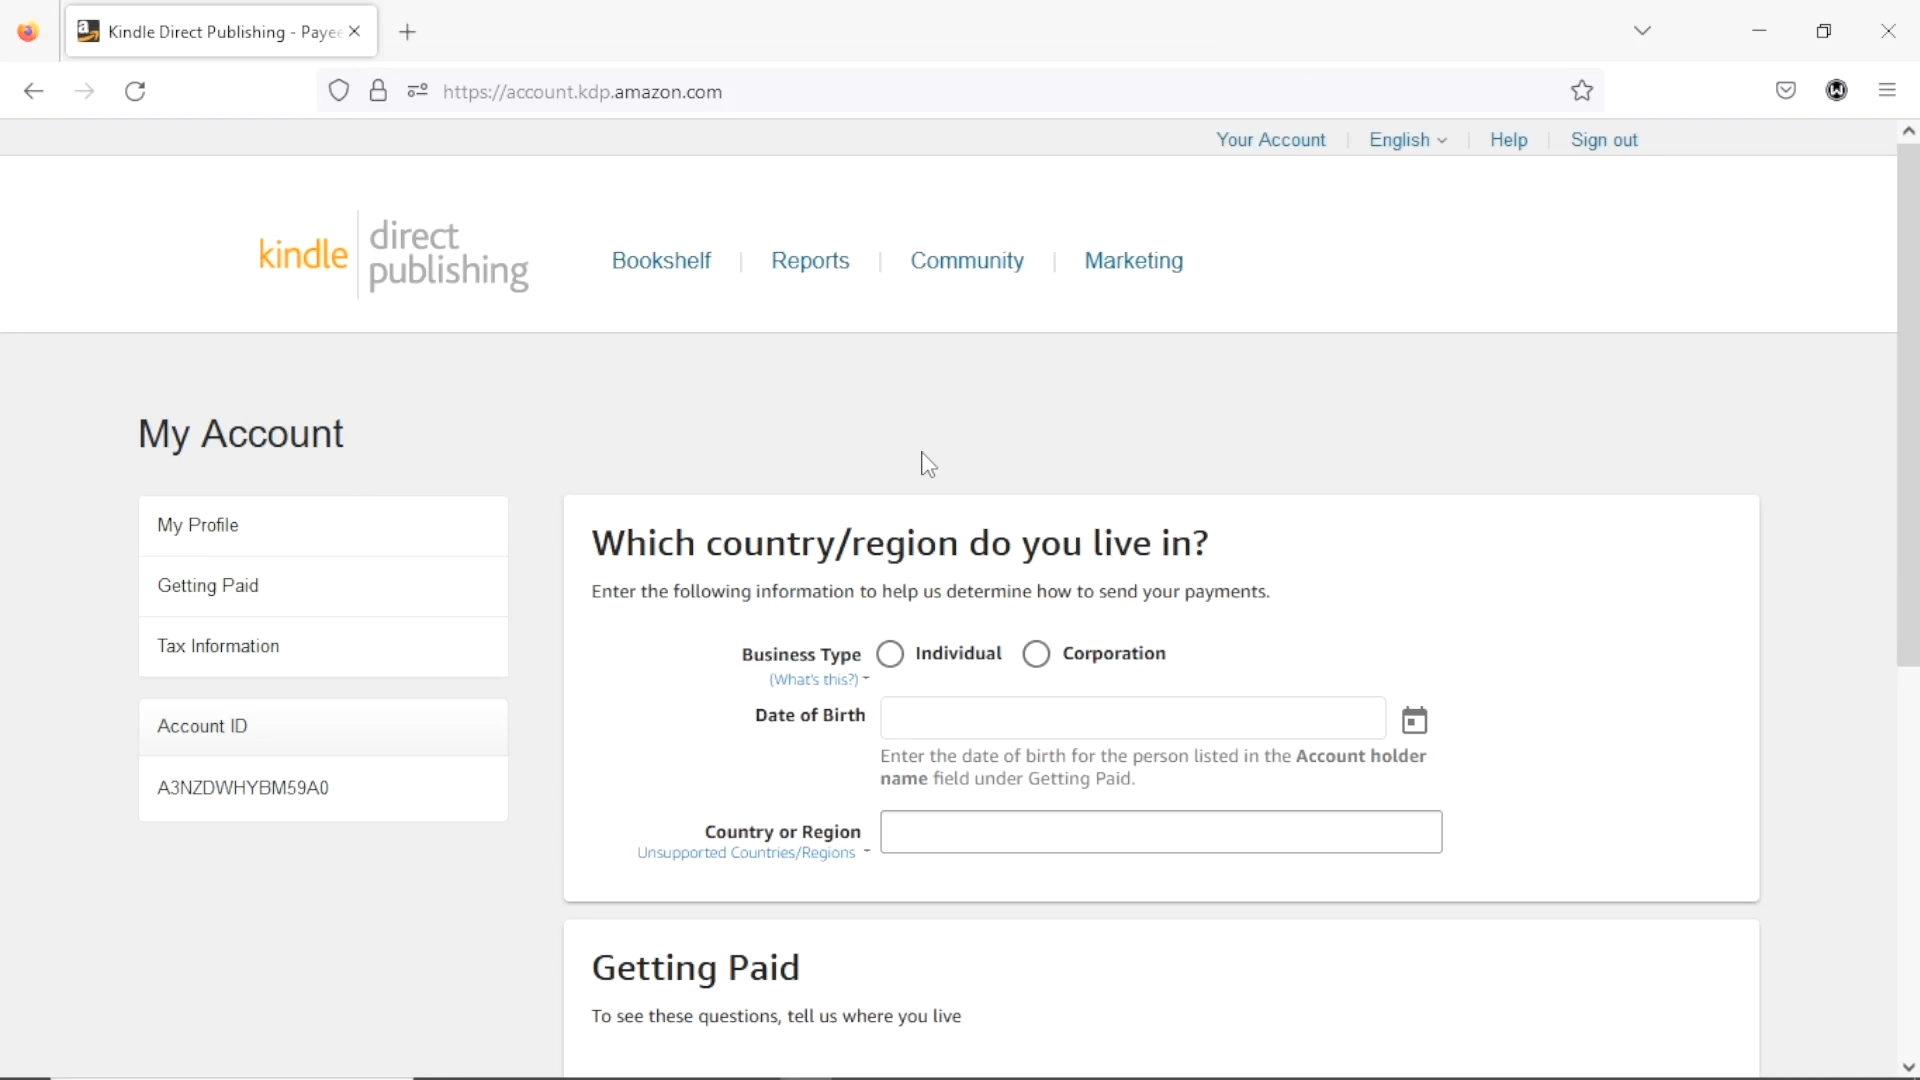 Kindle Direct Publishing - Payee
https://account.kdp.amazon.com
Your Account
English
Help
Sign out
kindle direct publishing
Bookshelf
Reports
Community
Marketing
My Account
My Profile
Getting Paid
Tax Information
Account ID
A3NZDWHYBM59A0
Which country/region do you live in?
Enter the following information to help us determine how to send your payments.
Business Type
Individual
Corporation
(What's this?)
Date of Birth
Enter the date of birth for the person listed in the Account holder
name field under Getting Paid.
Country or Region
Unsupported Countries/Regions
Getting Paid
To see these questions, tell us where you live